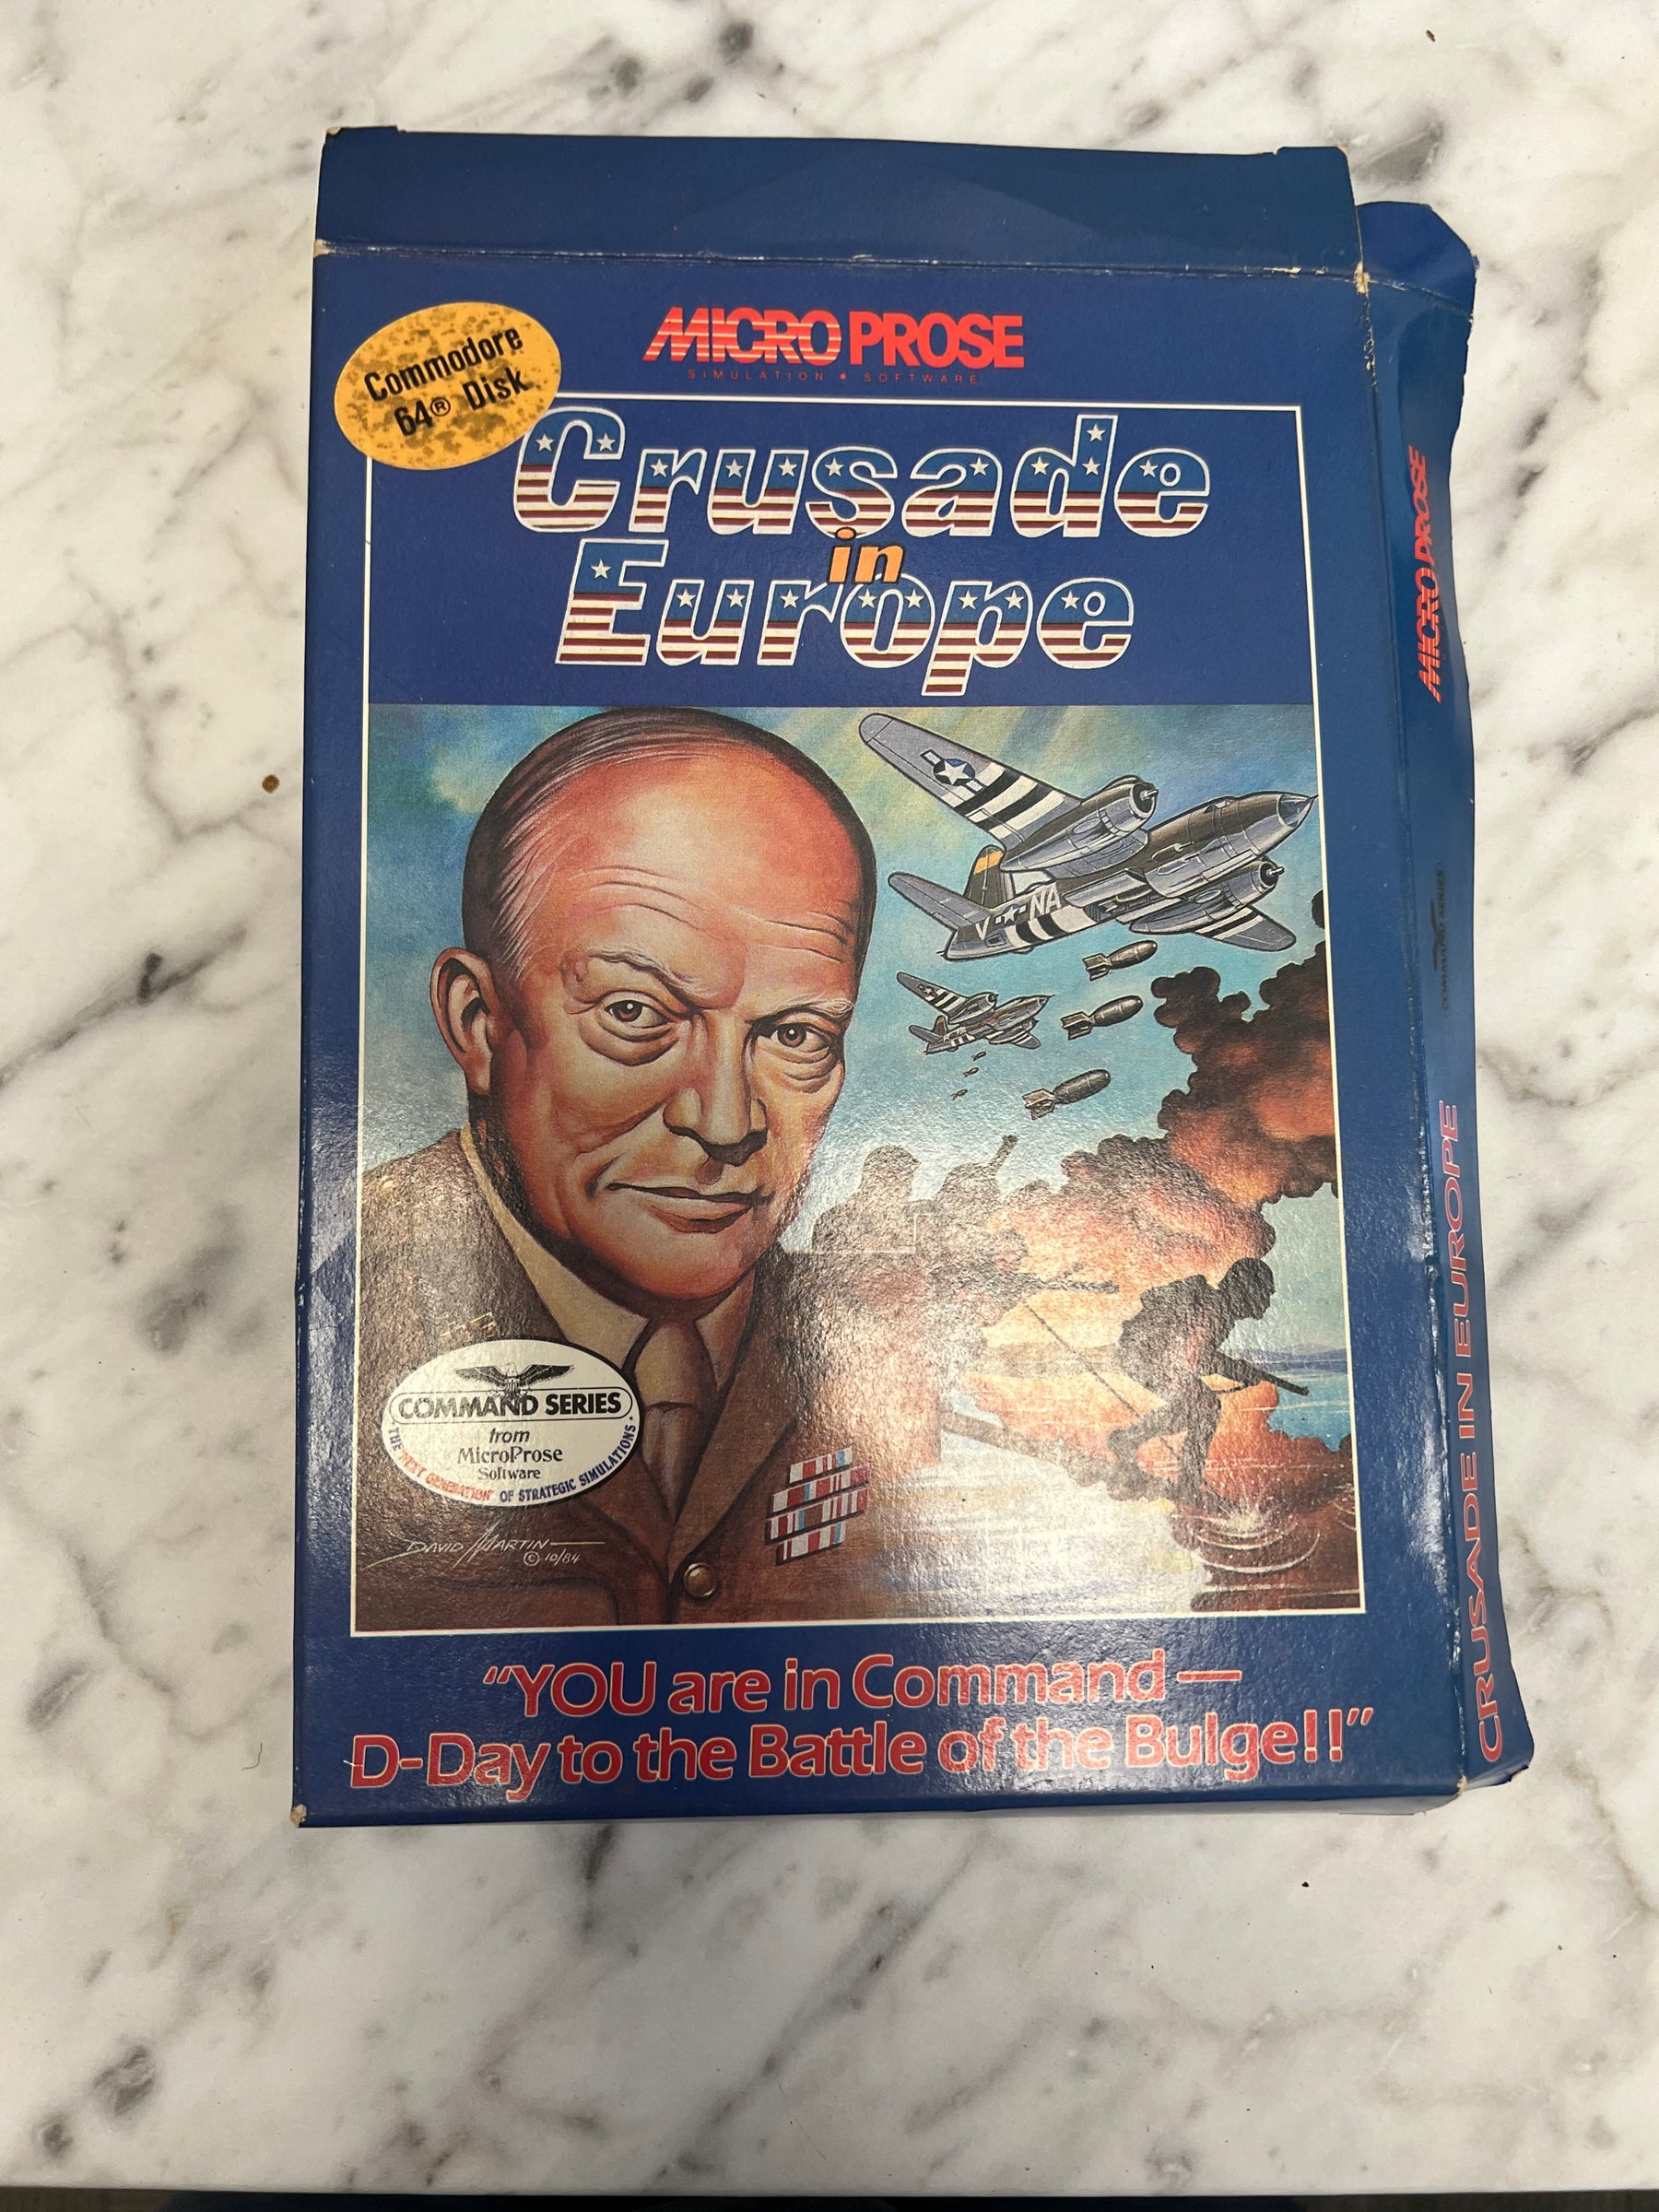 MICRO PROSE
SIMULATION • SOFTWARE
Commodore
64® Disk
Crusade
in
Europe
V NA
COMMAND SERIES
from
MicroProse
Software
THE "NEXT GENERATION" OF STRATEGIC SIMULATIONS
DAVID MARTIN
© 10/84
"YOU are in Command —
D-Day to the Battle of the Bulge!!"
MICRO PROSE
COMMAND SERIES
CRUSADE IN EUROPE